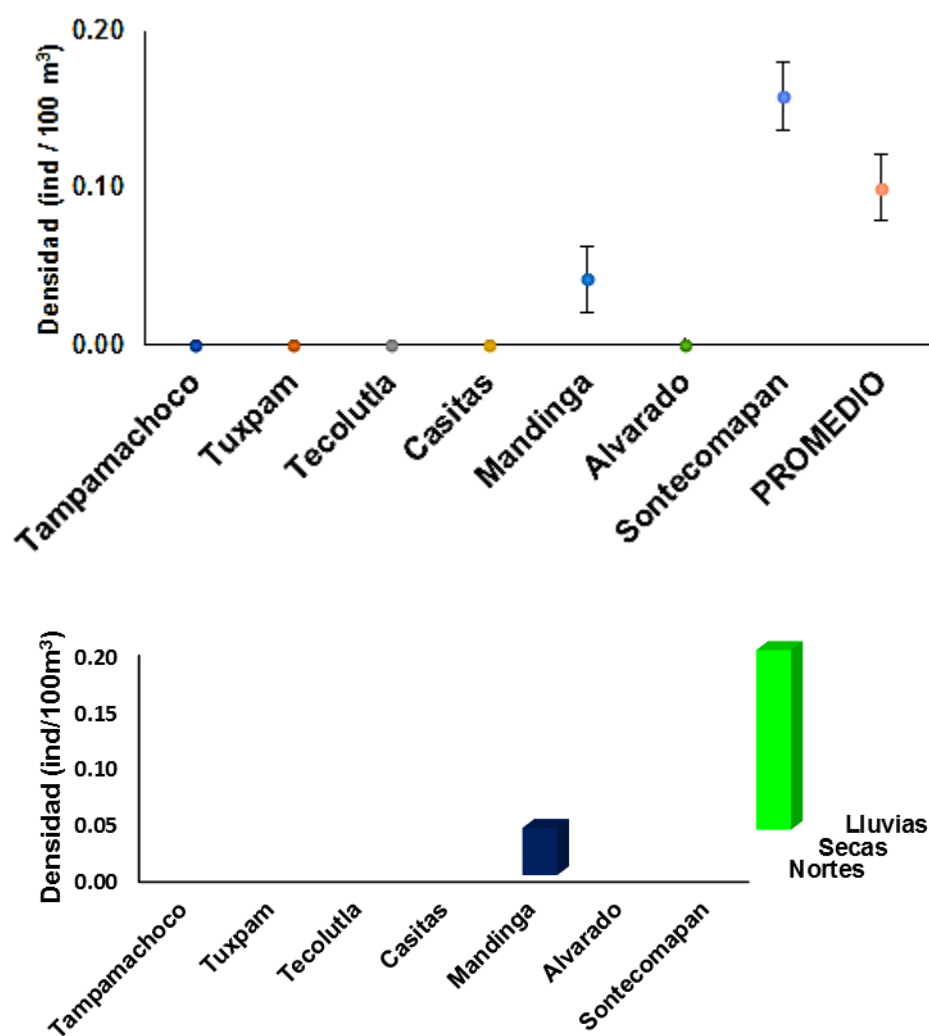 Densidad (ind / 100 m³)
0.20
0.10
0.00
Tampamachoco
Tuxpam
Tecolutla
Casitas
Mandinga
Alvarado
Sontecomapan
PROMEDIO
Densidad (ind/100m³)
0.20
0.15
0.10
0.05
0.00
Lluvias
Secas
Nortes
Tampamachoco
Tuxpam
Tecolutla
Casitas
Mandinga
Alvarado
Sontecomapan